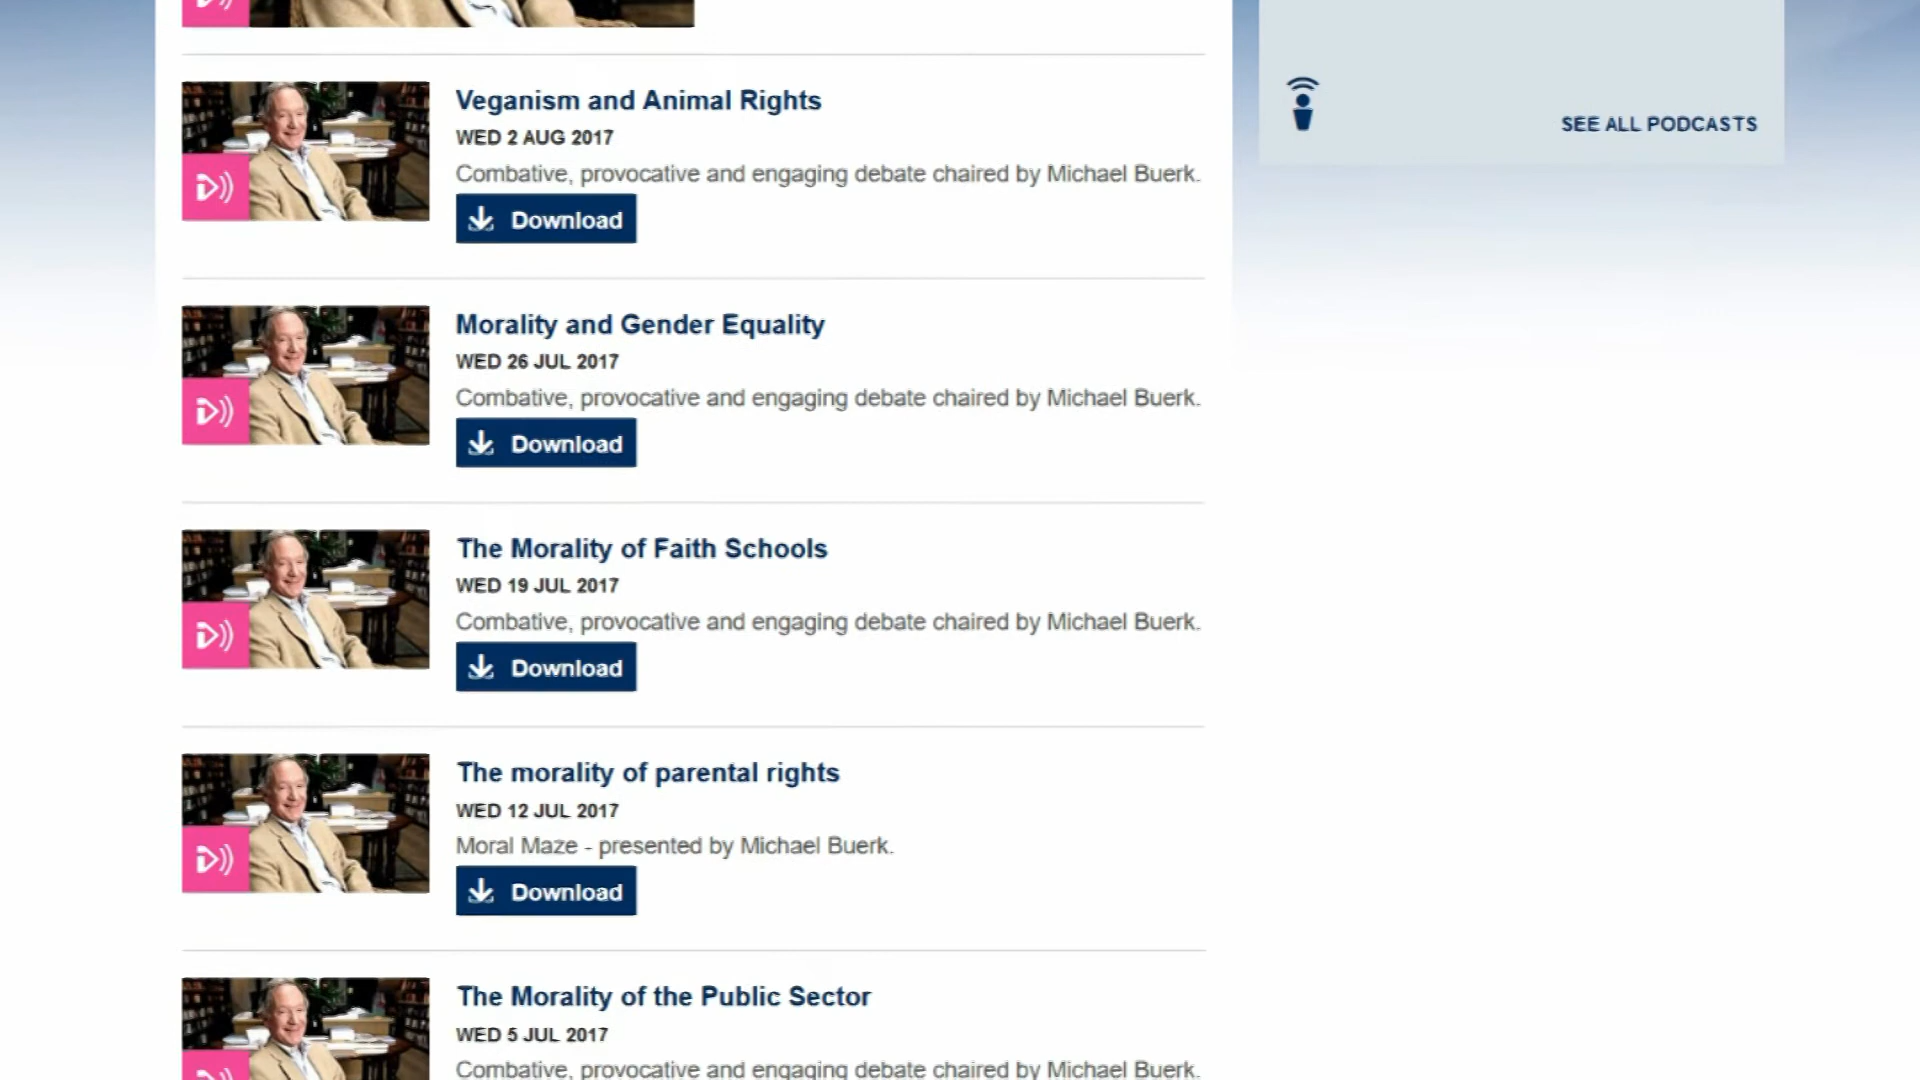 SEE ALL PODCASTS
Veganism and Animal Rights
WED 2 AUG 2017
Combative, provocative and engaging debate chaired by Michael Buerk.
Download
Morality and Gender Equality
WED 26 JUL 2017
Combative, provocative and engaging debate chaired by Michael Buerk.
Download
The Morality of Faith Schools
WED 19 JUL 2017
Combative, provocative and engaging debate chaired by Michael Buerk.
Download
The morality of parental rights
WED 12 JUL 2017
Moral Maze - presented by Michael Buerk.
Download
The Morality of the Public Sector
WED 5 JUL 2017
Combative, provocative and engaging debate chaired by Michael Buerk.